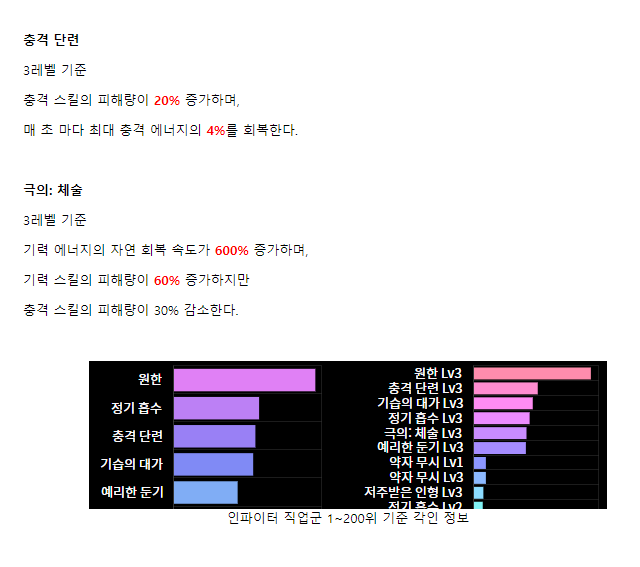 충격 단련
3레벨 기준
충격 스킬의 피해량이 20% 증가하며,
매 초 마다 최대 충격 에너지의 4%를 회복한다.
극의: 체술
3레벨 기준
기력 에너지의 자연 회복 속도가 600% 증가하며,
기력 스킬의 피해량이 60% 증가하지만
충격 스킬의 피해량이 30% 감소한다.
원한
정기 흡수
충격 단련
기습의 대가
예리한 둔기
원한 Lv3
충격 단련 Lv3
기습의 대가 Lv3
정기 흡수 Lv3
극의: 체술 Lv3
예리한 둔기 Lv3
약자 무시 Lv1
약자 무시 Lv3
저주받은 인형 Lv3
정기 흡수 Lv2
인파이터 직업군 1~200위 기준 각인 정보